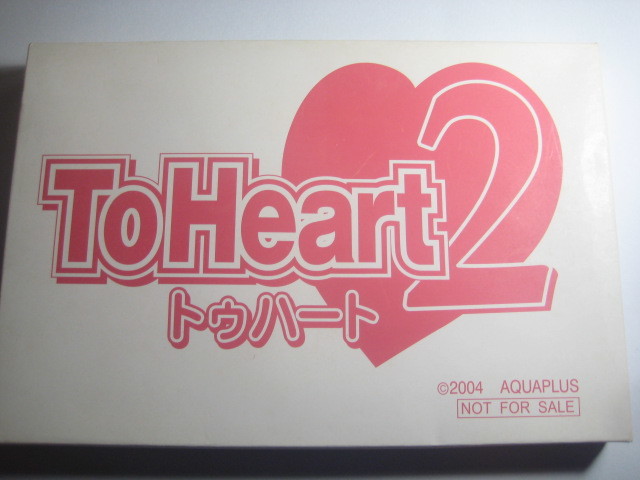 ToHeart2
トゥハート
©2004 AQUAPLUS
NOT FOR SALE